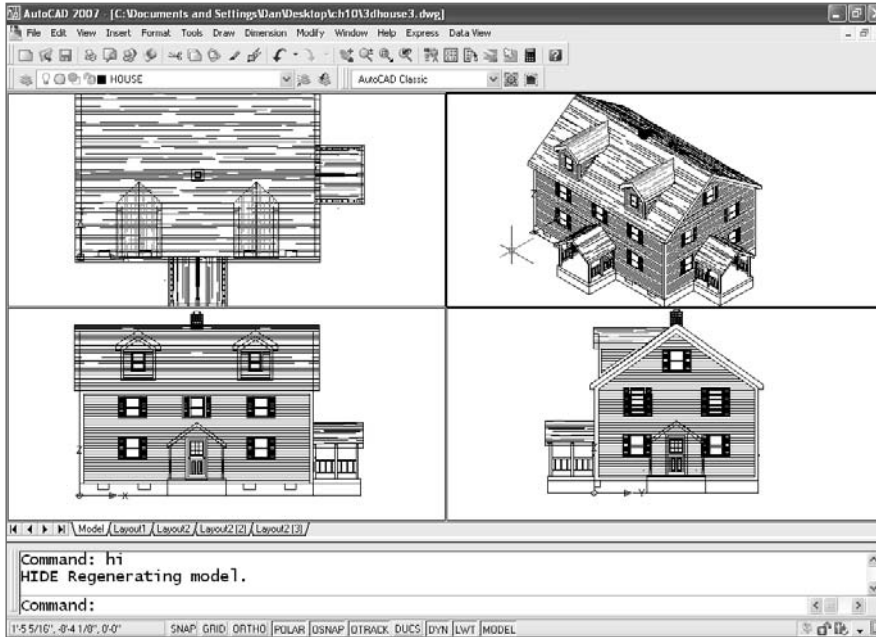 AutoCAD 2007 - [C:\Documents and Settings\Dan\Desktop\ch10\3dhouse3.dwg]
File Edit View Insert Format Tools Draw Dimension Modify Window Help Express Data View
HOUSE
AutoCAD Classic
Z
Z
X
Y
Model Layout1 Layout2 Layout2 (2) Layout2 (3)
Command: hi
HIDE Regenerating model.
Command:
1'-5 5/16", -0'-4 1/8", 0'-0" SNAP GRID ORTHO POLAR OSNAP OTRACK DUCS DYN LWT MODEL